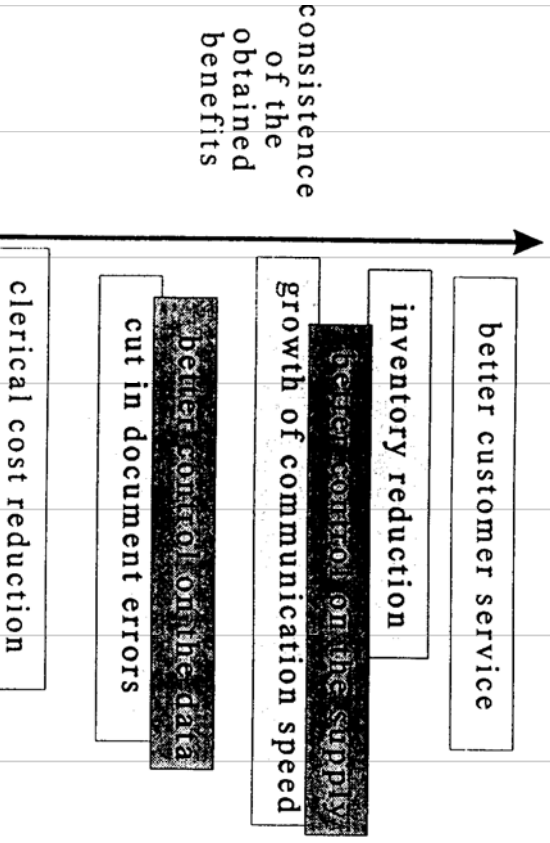 consistence
of the
obtained
benefits
better customer service
inventory reduction
better control on the supply
growth of communication speed
better control on the data
cut in document errors
clerical cost reduction